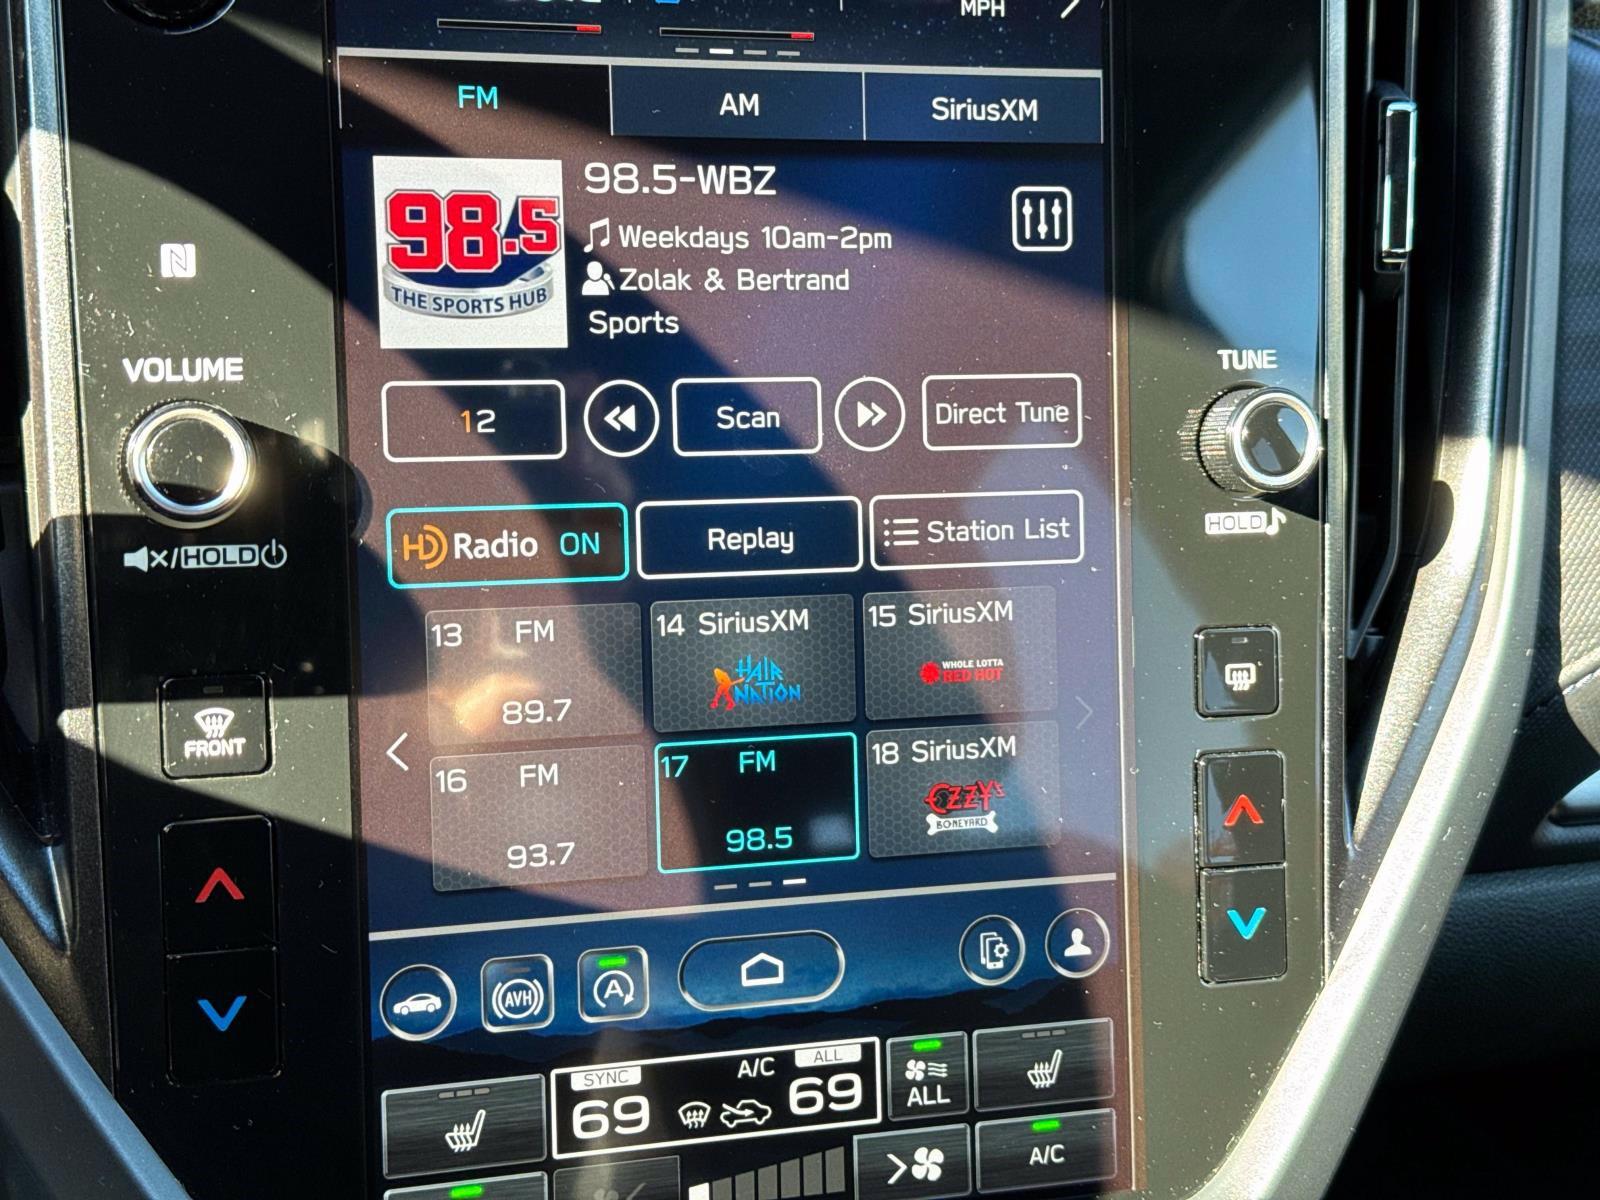 MPH
FM
AM
SiriusXM
98.5
THE SPORTS HUB
98.5-WBZ
Weekdays 10am-2pm
Zolak & Bertrand
Sports
VOLUME
TUNE
12
Scan
Direct Tune
HOLD
HD Radio ON
Replay
Station List
×/HOLD
13 FM
89.7
14 SiriusXM
HAIR
NATION
15 SiriusXM
WHOLE LOTTA
RED HOT
FRONT
16 FM
93.7
17 FM
98.5
18 SiriusXM
OZZY's
BONEYARD
AVH
A
SYNC
69
A/C
ALL
69
ALL
A/C